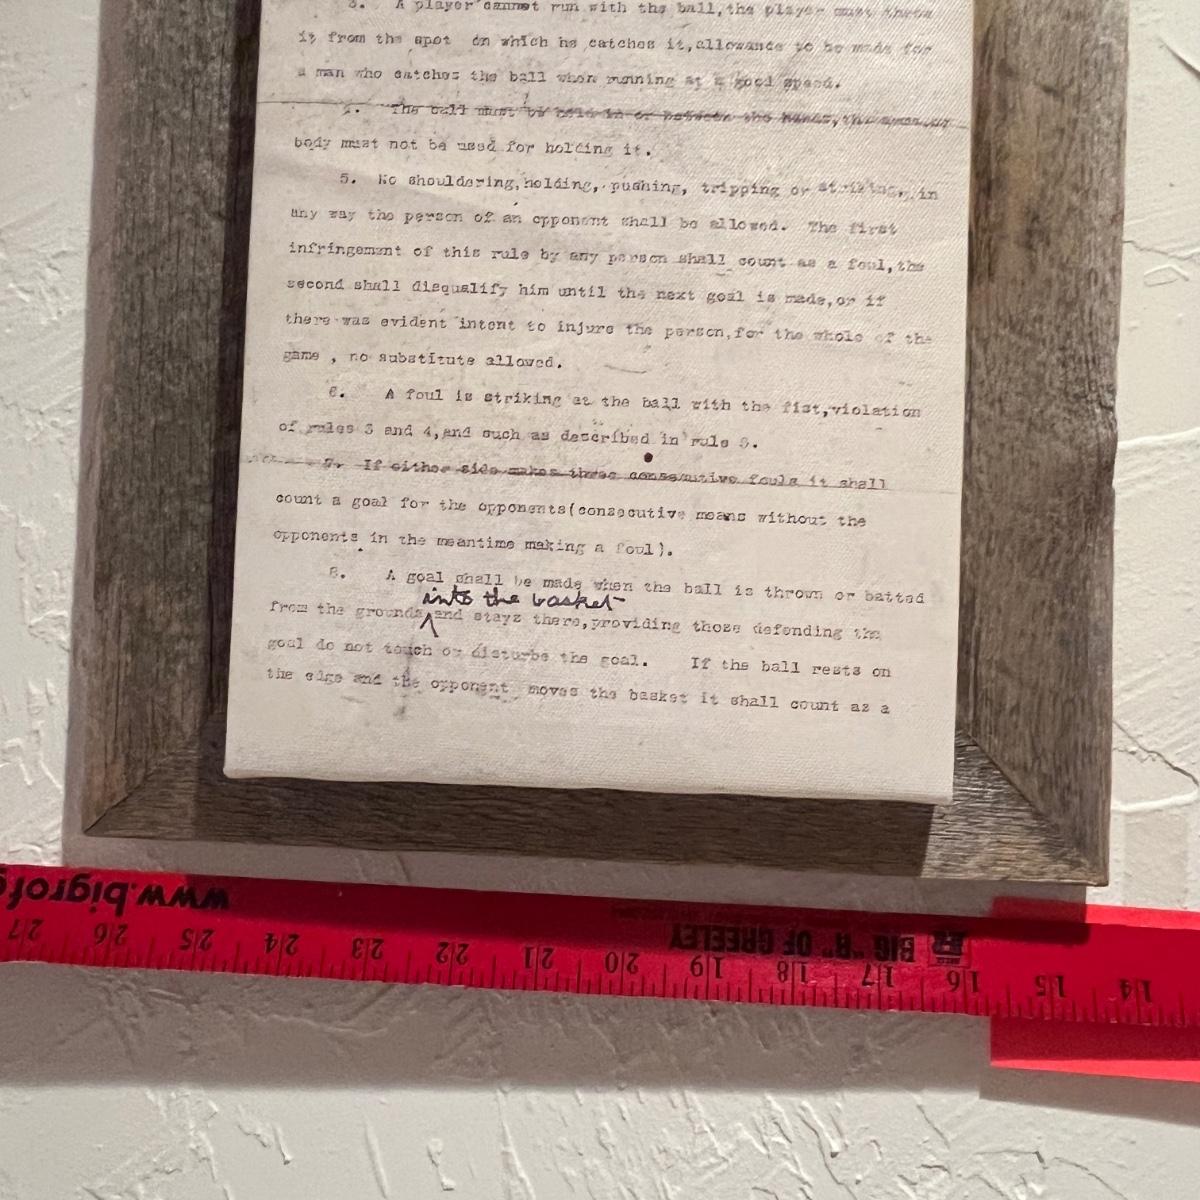 3. A player cannot run with the ball,the player must throw
it from the spot on which he catches it,allowance to be made for
a man who catches the ball when running at a good speed.
4. The ball must be held in or between the hands,the arms or
body must not be used for holding it.
5. No shouldering,holding, pushing, tripping or striking, in
any way the person of an opponent shall be allowed. The first
infringement of this rule by any person shall count as a foul,the
second shall disqualify him until the next goal is made,or if
there was evident intent to injure the person,for the whole of the
game , no substitute allowed.
6. A foul is striking at the ball with the fist,violation
of rules 3 and 4,and such as described in rule 5.
7. If either side makes three consecutive fouls it shall
count a goal for the opponents(consecutive means without the
opponents in the meantime making a foul).
8. A goal shall be made when the ball is thrown or batted
into the basket
from the grounds and stays there,providing those defending the
goal do not touch or disturbe the goal. If the ball rests on
the edge and the opponent moves the basket it shall count as a
www.bigrof
BIG "R" OF GREELEY
27 26 25 24 23 22 21 20 19 18 17 16 15 14